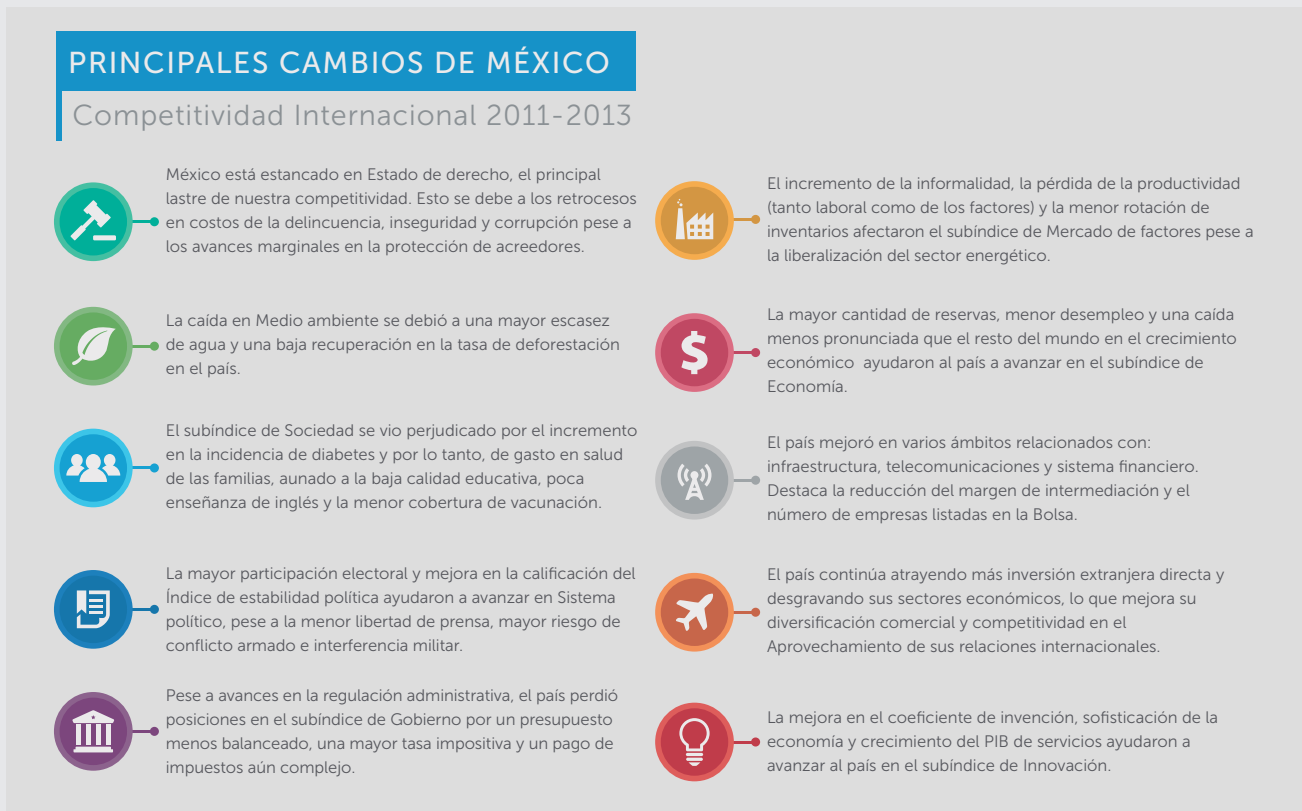 PRINCIPALES CAMBIOS DE MÉXICO
Competitividad Internacional 2011-2013
México está estancado en Estado de derecho, el principal
lastre de nuestra competitividad. Esto se debe a los retrocesos
en costos de la delincuencia, inseguridad y corrupción pese a
los avances marginales en la protección de acreedores.
La caída en Medio ambiente se debió a una mayor escasez
de agua y una baja recuperación en la tasa de deforestación
en el país.
El subíndice de Sociedad se vio perjudicado por el incremento
en la incidencia de diabetes y por lo tanto, de gasto en salud
de las familias, aunado a la baja calidad educativa, poca
enseñanza de inglés y la menor cobertura de vacunación.
La mayor participación electoral y mejora en la calificación del
Índice de estabilidad política ayudaron a avanzar en Sistema
político, pese a la menor libertad de prensa, mayor riesgo de
conflicto armado e interferencia militar.
Pese a avances en la regulación administrativa, el país perdió
posiciones en el subíndice de Gobierno por un presupuesto
menos balanceado, una mayor tasa impositiva y un pago de
impuestos aún complejo.
El incremento de la informalidad, la pérdida de la productividad
(tanto laboral como de los factores) y la menor rotación de
inventarios afectaron el subíndice de Mercado de factores pese a
la liberalización del sector energético.
La mayor cantidad de reservas, menor desempleo y una caída
menos pronunciada que el resto del mundo en el crecimiento
económico ayudaron al país a avanzar en el subíndice de
Economía.
El país mejoró en varios ámbitos relacionados con:
infraestructura, telecomunicaciones y sistema financiero.
Destaca la reducción del margen de intermediación y el
número de empresas listadas en la Bolsa.
El país continúa atrayendo más inversión extranjera directa y
desgravando sus sectores económicos, lo que mejora su
diversificación comercial y competitividad en el
Aprovechamiento de sus relaciones internacionales.
La mejora en el coeficiente de invención, sofisticación de la
economía y crecimiento del PIB de servicios ayudaron a
avanzar al país en el subíndice de Innovación.